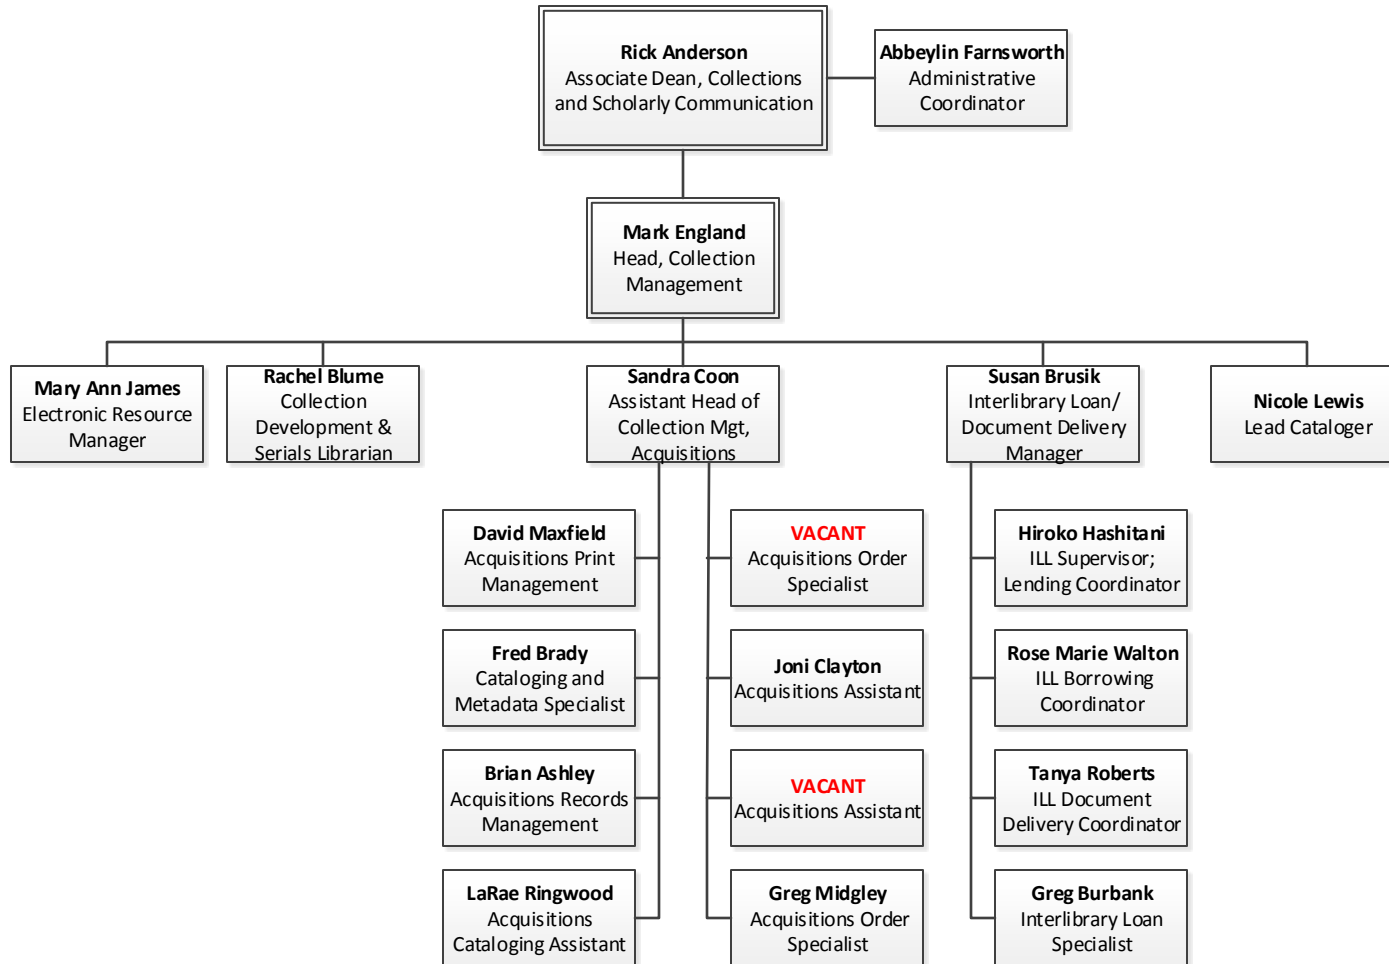 Rick Anderson
Associate Dean, Collections
and Scholarly Communication
Abbeylin Farnsworth
Administrative
Coordinator
Mark England
Head, Collection
Management
Mary Ann James
Electronic Resource
Manager
Rachel Blume
Collection
Development &
Serials Librarian
Sandra Coon
Assistant Head of
Collection Mgt,
Acquisitions
Susan Brusik
Interlibrary Loan/
Document Delivery
Manager
Nicole Lewis
Lead Cataloger
David Maxfield
Acquisitions Print
Management
VACANT
Acquisitions Order
Specialist
Hiroko Hashitani
ILL Supervisor;
Lending Coordinator
Fred Brady
Cataloging and
Metadata Specialist
Joni Clayton
Acquisitions Assistant
Rose Marie Walton
ILL Borrowing
Coordinator
Brian Ashley
Acquisitions Records
Management
VACANT
Acquisitions Assistant
Tanya Roberts
ILL Document
Delivery Coordinator
LaRae Ringwood
Acquisitions
Cataloging Assistant
Greg Midgley
Acquisitions Order
Specialist
Greg Burbank
Interlibrary Loan
Specialist